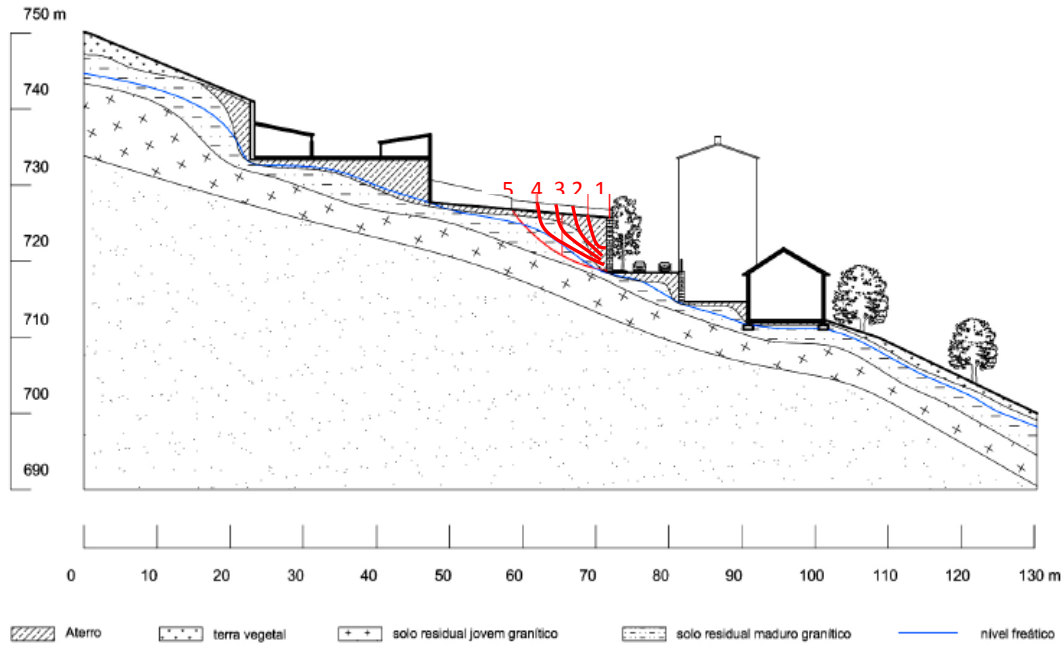 750 m
740
730
5 4 3 2 1
720
710
700
690
0 10 20 30 40 50 60 70 80 90 100 110 120 130 m
Aterro terra vegetal solo residual jovem granítico solo residual maduro granítico nível freático